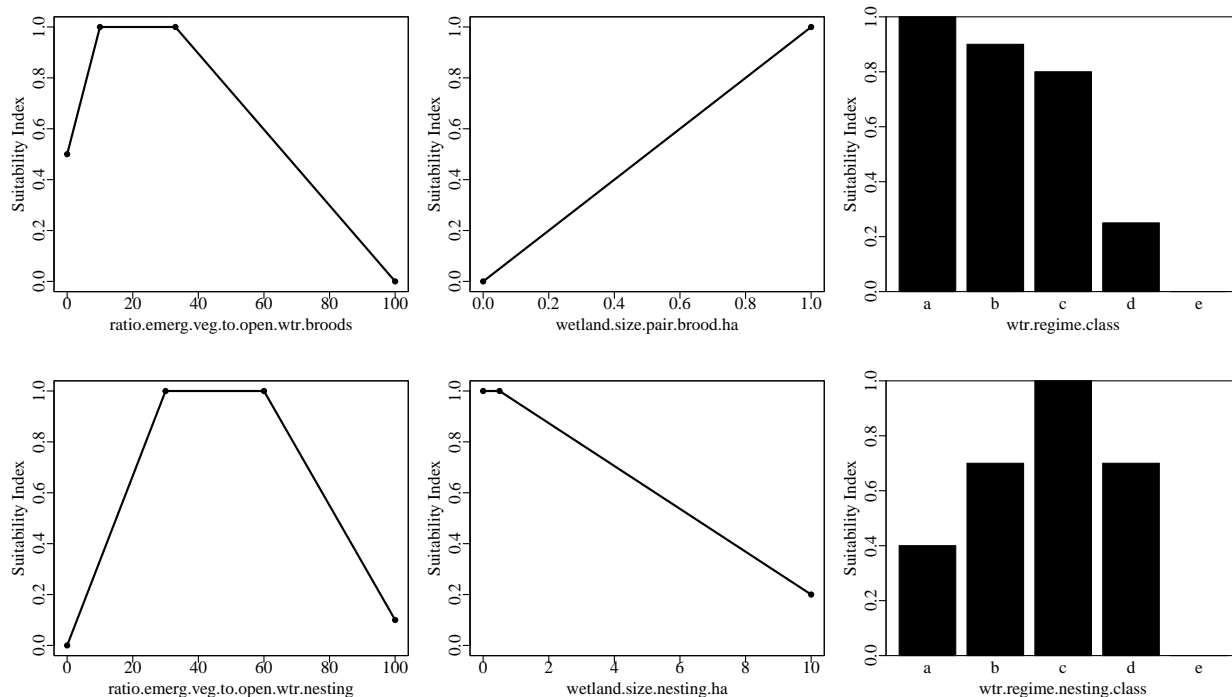 Suitability Index
0.0 0.2 0.4 0.6 0.8 1.0
0 20 40 60 80 100
ratio.emerg.veg.to.open.wtr.broods
Suitability Index
0.0 0.2 0.4 0.6 0.8 1.0
0.0 0.2 0.4 0.6 0.8 1.0
wetland.size.pair.brood.ha
Suitability Index
0.0 0.2 0.4 0.6 0.8 1.0
a b c d e
wtr.regime.class
Suitability Index
0.0 0.2 0.4 0.6 0.8 1.0
0 20 40 60 80 100
ratio.emerg.veg.to.open.wtr.nesting
Suitability Index
0.0 0.2 0.4 0.6 0.8 1.0
0 2 4 6 8 10
wetland.size.nesting.ha
Suitability Index
0.0 0.2 0.4 0.6 0.8 1.0
a b c d e
wtr.regime.nesting.class